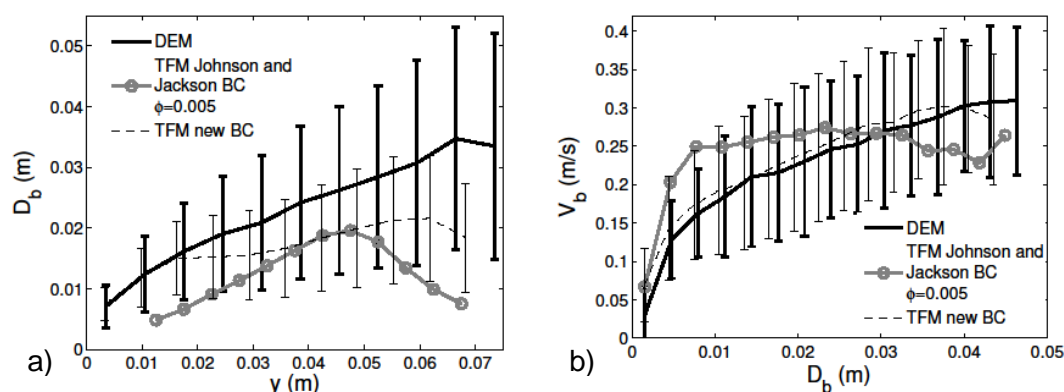 0.05
0.04
0.03
0.02
0.01
0
D_b (m)
DEM
TFM Johnson and
Jackson BC
ϕ=0.005
TFM new BC
0 0.01 0.02 0.03 0.04 0.05 0.06 0.07
y (m)
a)
0.4
0.35
0.3
0.25
0.2
0.15
0.1
0.05
0
V_b (m/s)
DEM
TFM Johnson and
Jackson BC
ϕ=0.005
TFM new BC
0 0.01 0.02 0.03 0.04 0.05
D_b (m)
b)